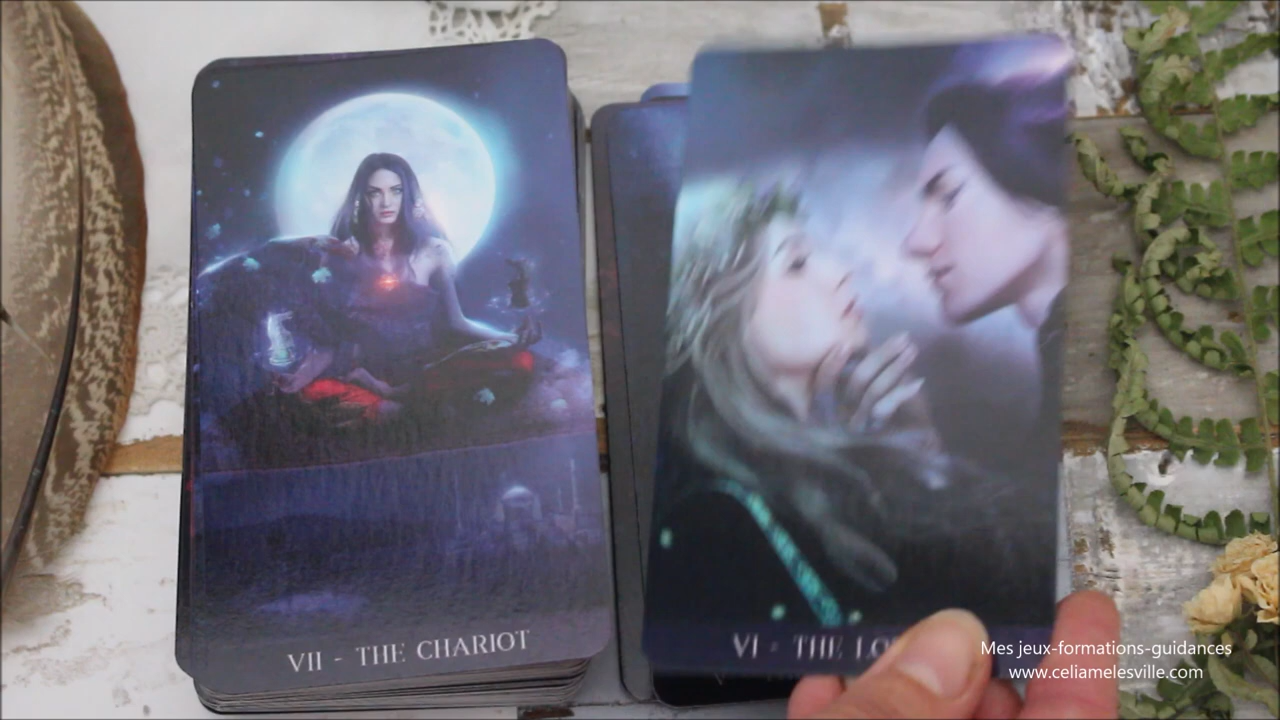 VII - THE CHARIOT
VI - THE LO
Mes jeux-formations-guidances
www.celiamelesville.com